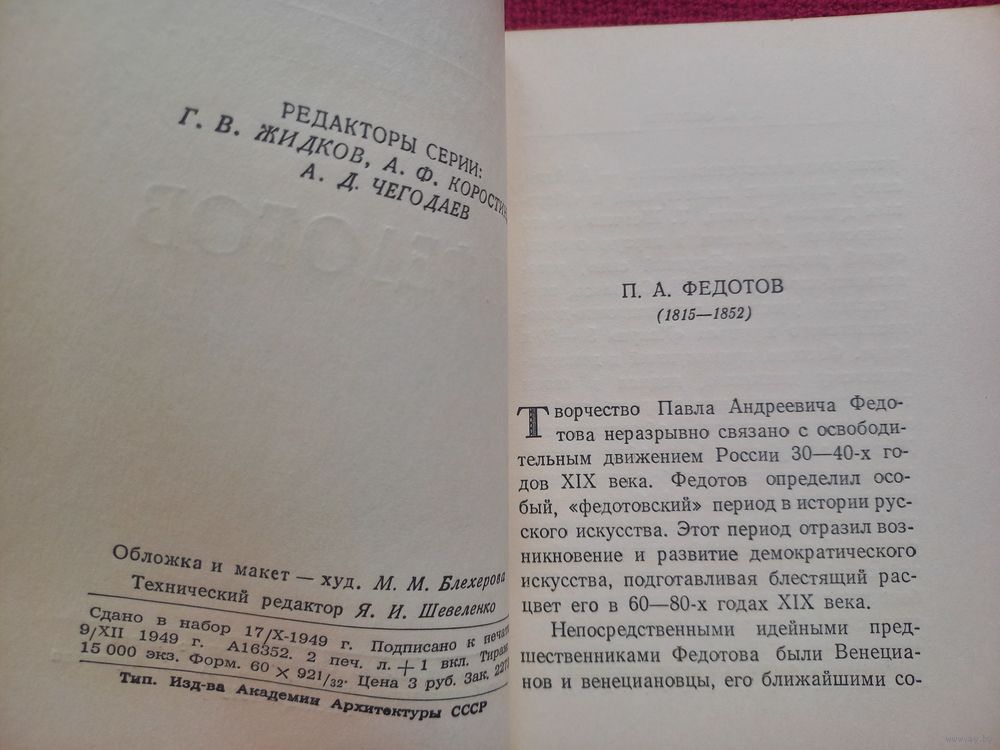 РЕДАКТОРЫ СЕРИИ:
Г. В. ЖИДКОВ, А. Ф.
А. Д. ЧЕГОДАЕВ
Обложка и макет — худ. М. М. Блехерова
Технический редактор Я. И. Шевеленко
Сдано в набор 17/X-1949 г. Подписано к
9/XII 1949 г. А16352. 2 печ. л. + 1 вкл. Тираж
15 000 экз. Форм. 60 × 921/32. Цена 3 руб. Зак.
Тип. Изд-ва Академии Архитектуры СССР
П. А. ФЕДОТОВ
(1815—1852)
Творчество Павла Андреевича Федо-
това неразрывно связано с освободи-
тельным движением России 30—40-х го-
дов XIX века. Федотов определил осо-
бый, «федотовский» период в истории рус-
ского искусства. Этот период отразил воз-
никновение и развитие демократического
искусства, подготавливая блестящий рас-
цвет его в 60—80-х годах XIX века.
Непосредственными идейными пред-
шественниками Федотова были Венециа-
нов и венециановцы, его ближайшими со-